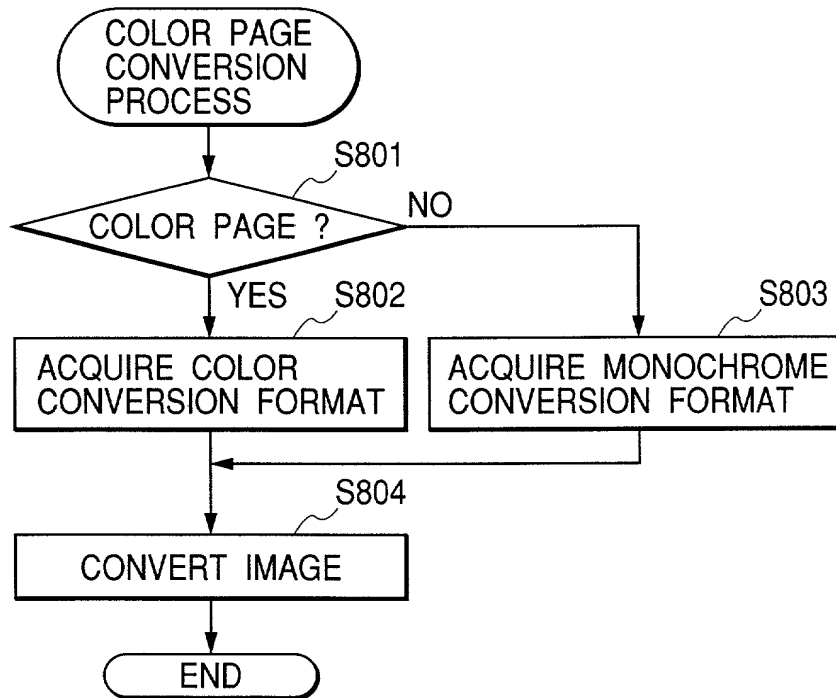 COLOR PAGE
CONVERSION
PROCESS
S801
COLOR PAGE ?
NO
YES
S802
ACQUIRE COLOR
CONVERSION FORMAT
S803
ACQUIRE MONOCHROME
CONVERSION FORMAT
S804
CONVERT IMAGE
END